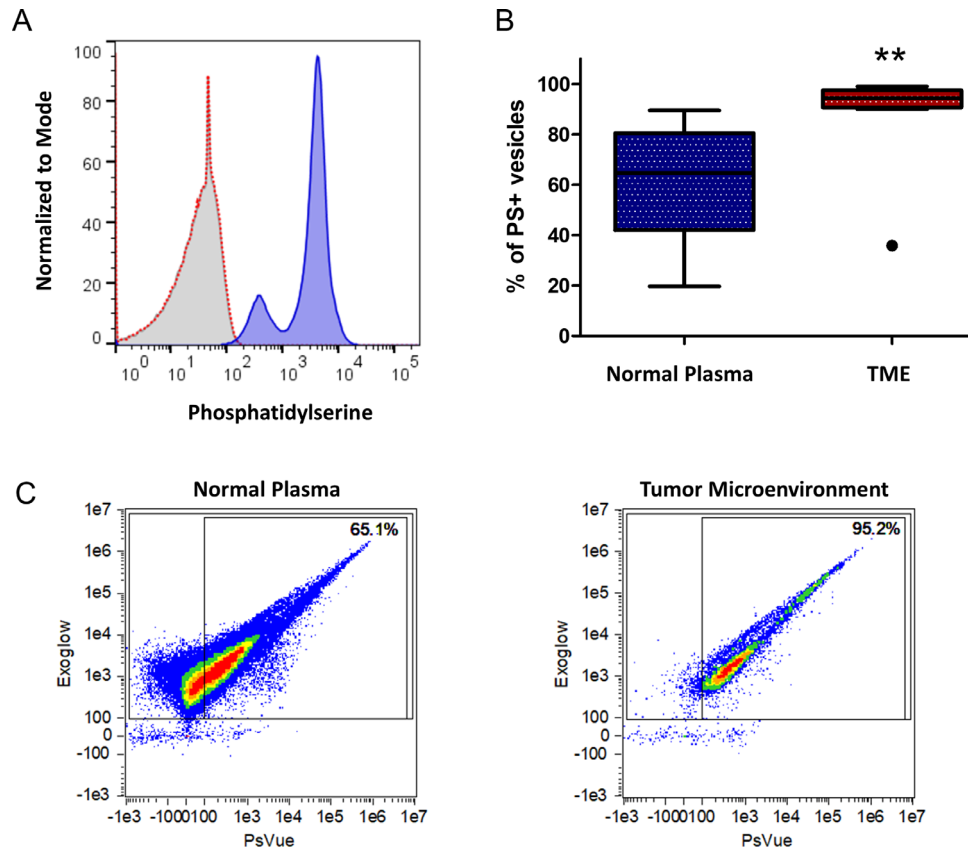 A
Normalized to Mode
100
80
60
40
20
0
10^0 10^1 10^2 10^3 10^4 10^5
Phosphatidylserine
B
% of PS+ vesicles
100
80
60
40
20
0
**
Normal Plasma TME
C
Normal Plasma
Exoglow
1e7
1e6
1e5
1e4
1e3
100
0
-100
-1e3
65.1%
-1e3 -1000100 1e3 1e4 1e5 1e6 1e7
PsVue
Tumor Microenvironment
Exoglow
1e7
1e6
1e5
1e4
1e3
100
0
-100
-1e3
95.2%
-1e3 -1000100 1e3 1e4 1e5 1e6 1e7
PsVue